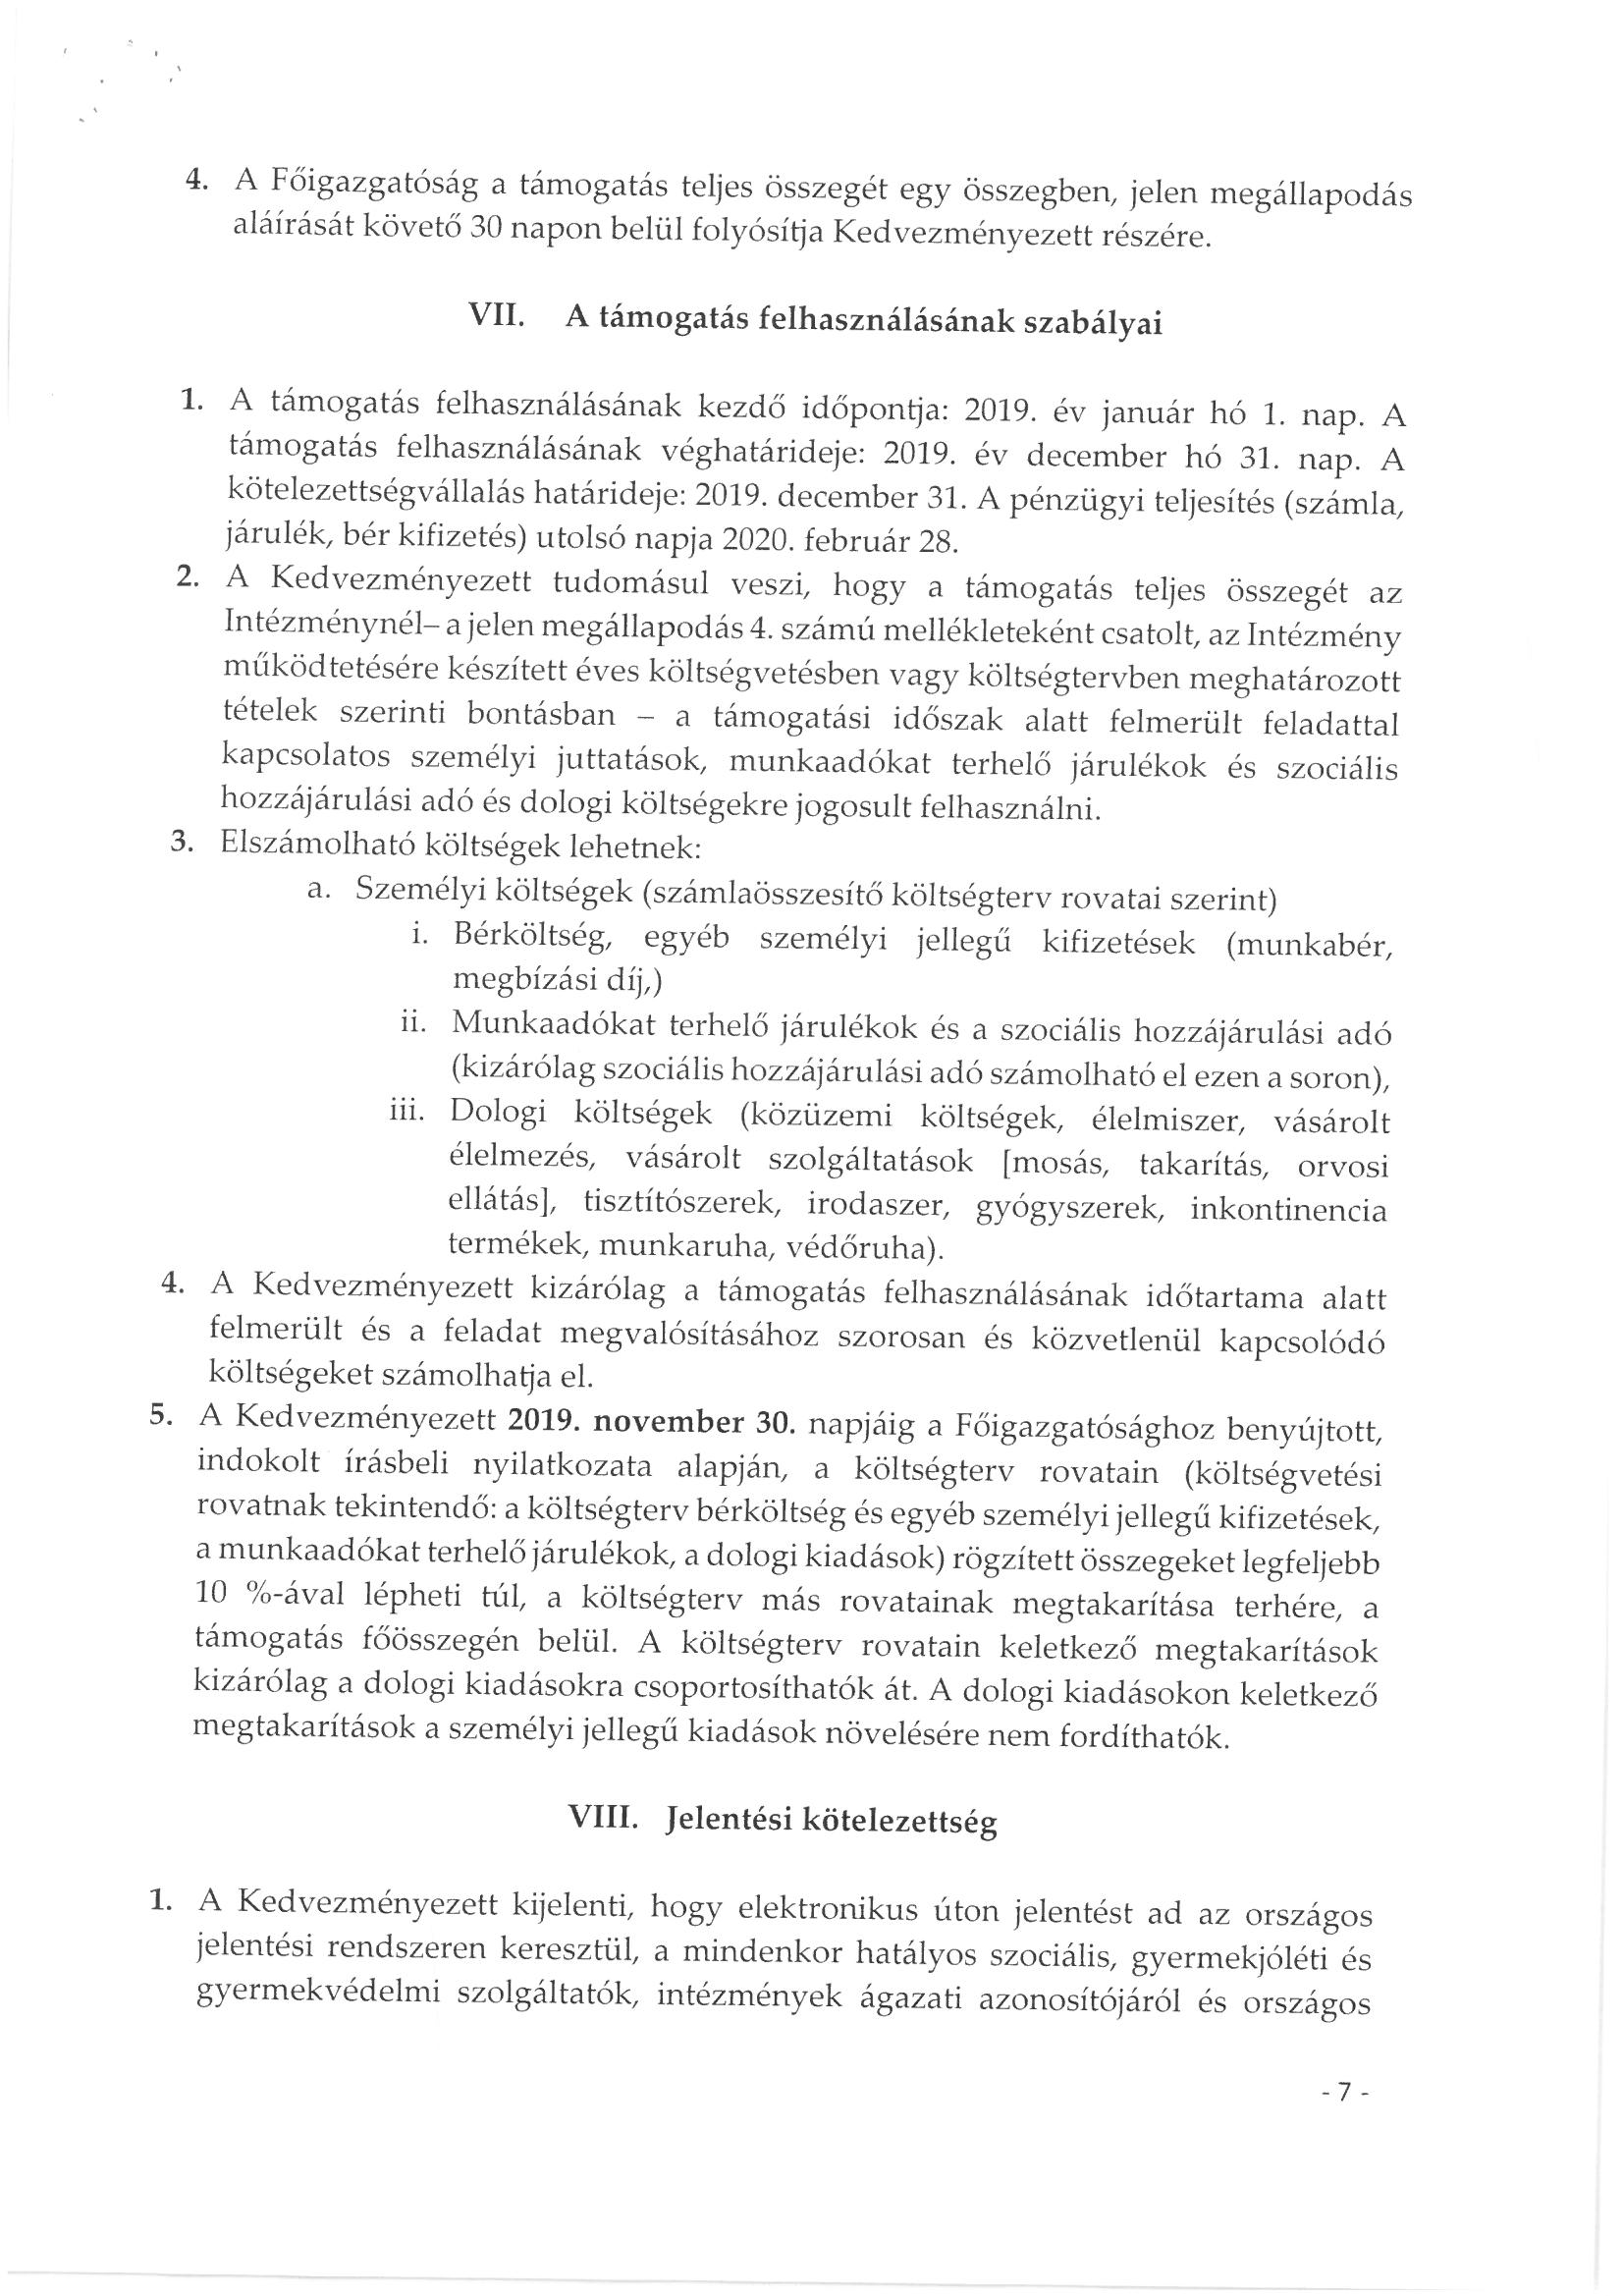 4. A Főigazgatóság a támogatás teljes összegét egy összegben, jelen megállapodás
aláírását követő 30 napon belül folyósítja Kedvezményezett részére.
VII. A támogatás felhasználásának szabályai
1. A támogatás felhasználásának kezdő időpontja: 2019. év január hó 1. nap. A
támogatás felhasználásának véghatárideje: 2019. év december hó 31. nap. A
kötelezettségvállalás határideje: 2019. december 31. A pénzügyi teljesítés (számla,
járulék, bér kifizetés) utolsó napja 2020. február 28.
2. A Kedvezményezett tudomásul veszi, hogy a támogatás teljes összegét az
Intézménynél– a jelen megállapodás 4. számú mellékleteként csatolt, az Intézmény
működtetésére készített éves költségvetésben vagy költségtervben meghatározott
tételek szerinti bontásban – a támogatási időszak alatt felmerült feladattal
kapcsolatos személyi juttatások, munkaadókat terhelő járulékok és szociális
hozzájárulási adó és dologi költségekre jogosult felhasználni.
3. Elszámolható költségek lehetnek:
a. Személyi költségek (számlaösszesítő költségterv rovatai szerint)
i. Bérköltség, egyéb személyi jellegű kifizetések (munkabér,
megbízási díj,)
ii. Munkaadókat terhelő járulékok és a szociális hozzájárulási adó
(kizárólag szociális hozzájárulási adó számolható el ezen a soron),
iii. Dologi költségek (közüzemi költségek, élelmiszer, vásárolt
élelmezés, vásárolt szolgáltatások [mosás, takarítás, orvosi
ellátás], tisztítószerek, irodaszer, gyógyszerek, inkontinencia
termékek, munkaruha, védőruha).
4. A Kedvezményezett kizárólag a támogatás felhasználásának időtartama alatt
felmerült és a feladat megvalósításához szorosan és közvetlenül kapcsolódó
költségeket számolhatja el.
5. A Kedvezményezett 2019. november 30. napjáig a Főigazgatósághoz benyújtott,
indokolt írásbeli nyilatkozata alapján, a költségterv rovatain (költségvetési
rovatnak tekintendő: a költségterv bérköltség és egyéb személyi jellegű kifizetések,
a munkaadókat terhelő járulékok, a dologi kiadások) rögzített összegeket legfeljebb
10 %-ával lépheti túl, a költségterv más rovatainak megtakarítása terhére, a
támogatás főösszegén belül. A költségterv rovatain keletkező megtakarítások
kizárólag a dologi kiadásokra csoportosíthatók át. A dologi kiadásokon keletkező
megtakarítások a személyi jellegű kiadások növelésére nem fordíthatók.
VIII. Jelentési kötelezettség
1. A Kedvezményezett kijelenti, hogy elektronikus úton jelentést ad az országos
jelentési rendszeren keresztül, a mindenkor hatályos szociális, gyermekjóléti és
gyermekvédelmi szolgáltatók, intézmények ágazati azonosítójáról és országos
- 7 -